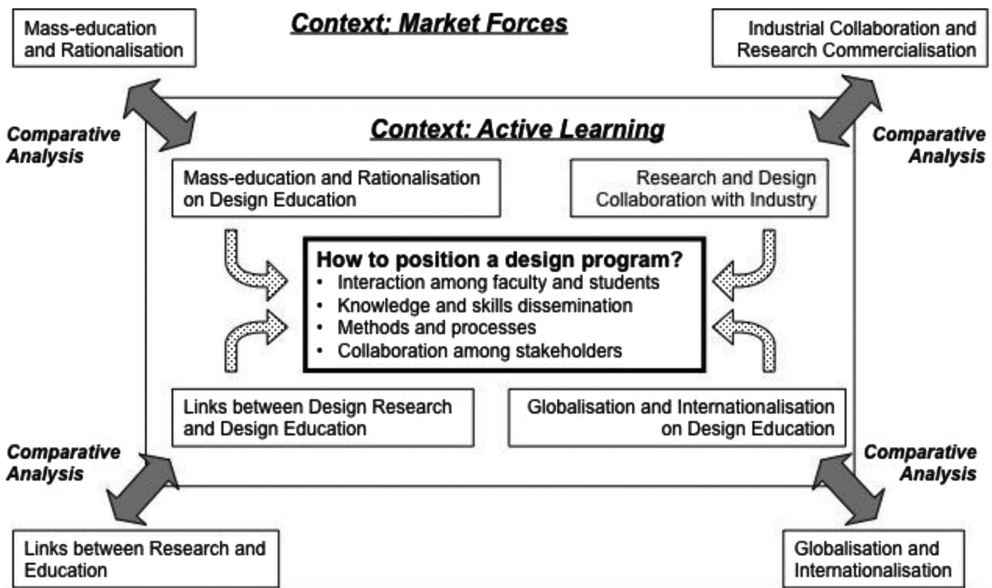 Mass-education
and Rationalisation
Context; Market Forces
Industrial Collaboration and
Research Commercialisation
Comparative
Analysis
Context: Active Learning
Comparative
Analysis
Mass-education and Rationalisation
on Design Education
Research and Design
Collaboration with Industry
How to position a design program?
• Interaction among faculty and students
• Knowledge and skills dissemination
• Methods and processes
• Collaboration among stakeholders
Links between Design Research
and Design Education
Globalisation and Internationalisation
on Design Education
Comparative
Analysis
Comparative
Analysis
Links between Research and
Education
Globalisation and
Internationalisation